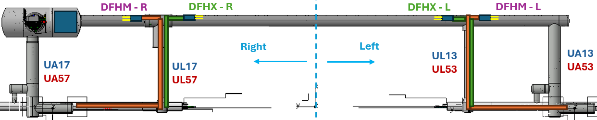 DFHM - R
DFHX - R
DFHX - L
DFHM - L
Right
Left
UA17
UA57
UL17
UL57
UL13
UL53
UA13
UA53